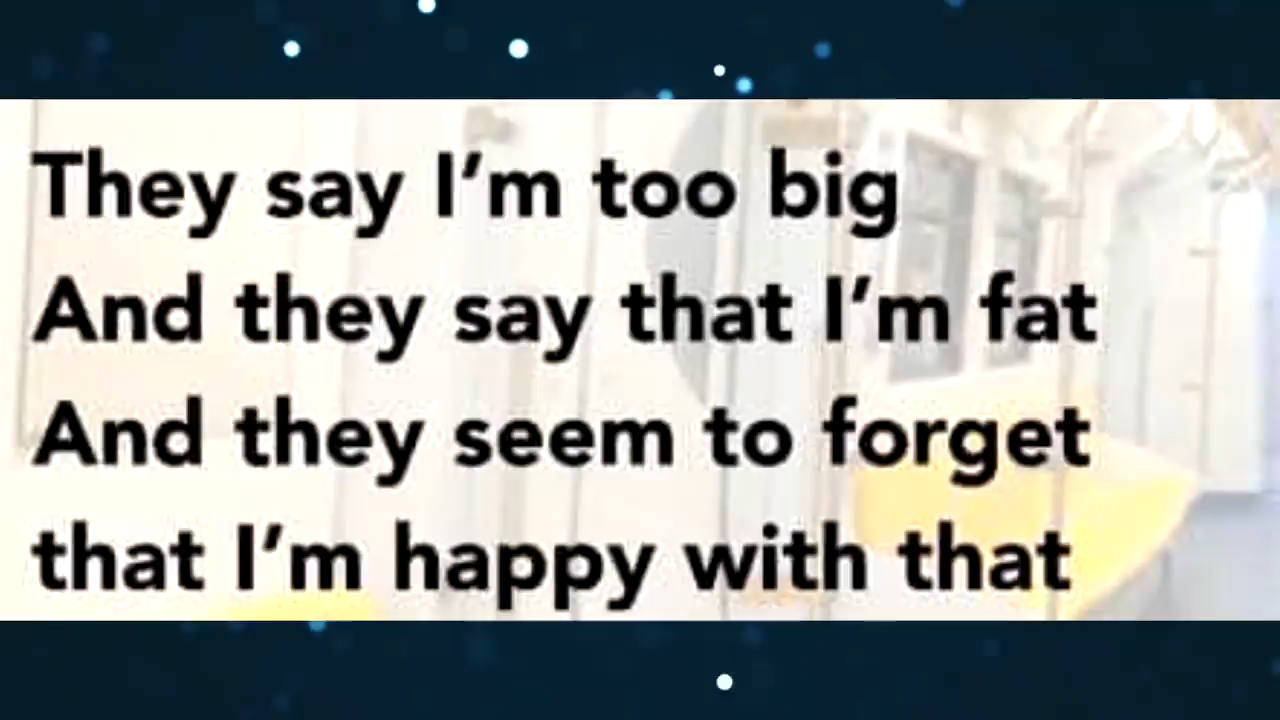 They say I’m too big
And they say that I’m fat
And they seem to forget
that I’m happy with that